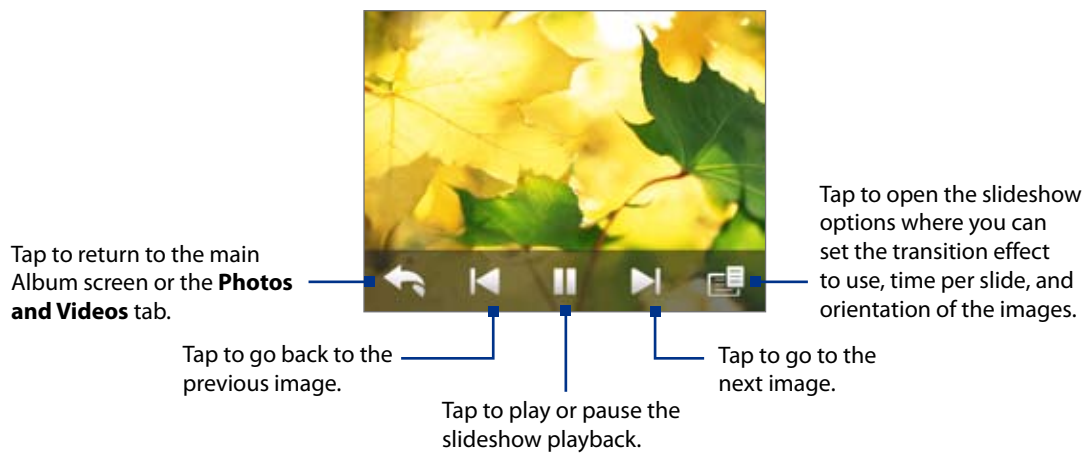 Tap to return to the main
Album screen or the Photos
and Videos tab.
Tap to go back to the
previous image.
Tap to play or pause the
slideshow playback.
Tap to go to the
next image.
Tap to open the slideshow
options where you can
set the transition effect
to use, time per slide, and
orientation of the images.